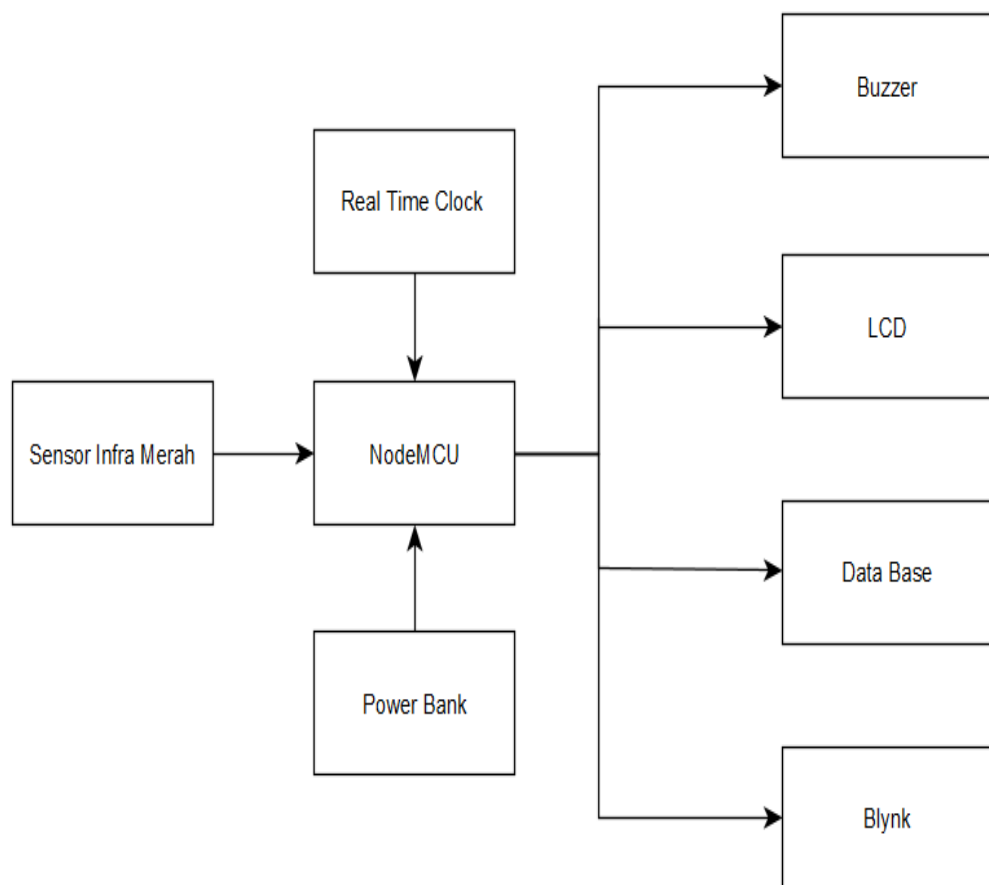 Buzzer
Real Time Clock
LCD
Sensor Infra Merah
NodeMCU
Data Base
Power Bank
Blynk